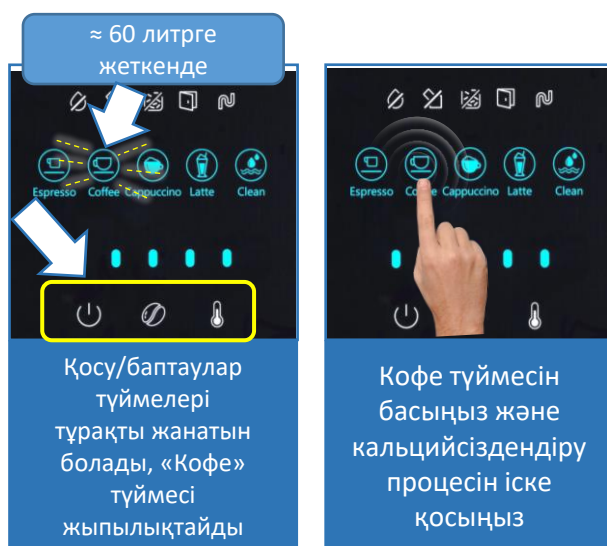 ≈ 60 литрге
жеткенде
Espresso Coffee Cappuccino Latte Clean
Қосу/баптаулар
түймелері
тұрақты жанатын
болады, «Кофе»
түймесі
жыпылықтайды
Espresso Coffee Cappuccino Latte Clean
Кофе түймесін
басыңыз және
кальцийсіздендіру
процесін іске
қосыңыз